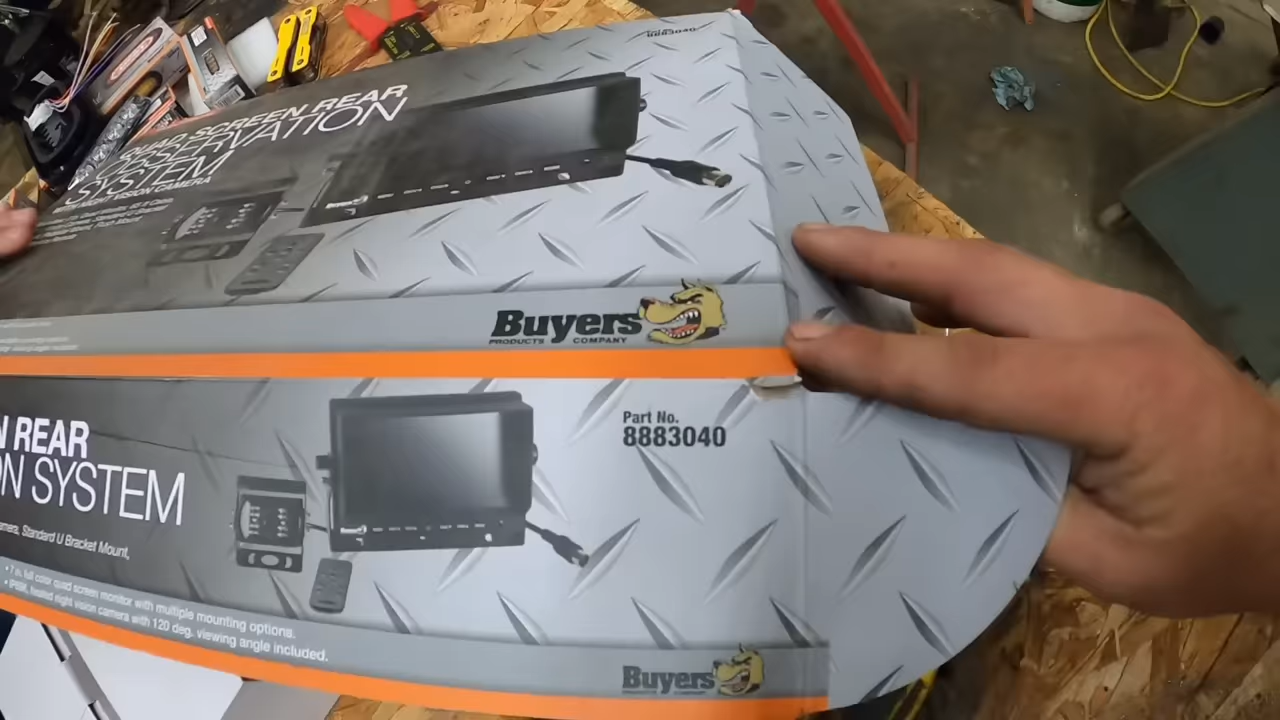 8883040
QUAD SCREEN REAR
OBSERVATION
SYSTEM
WITH NIGHT VISION CAMERA
Buyers
PRODUCTS COMPANY
N REAR
ON SYSTEM
Part No.
8883040
amera, Standard U Bracket Mount,
• 7 in. full color quad screen monitor with multiple mounting options.
• IP69K, heated night vision camera with 120 deg. viewing angle included.
Buyers